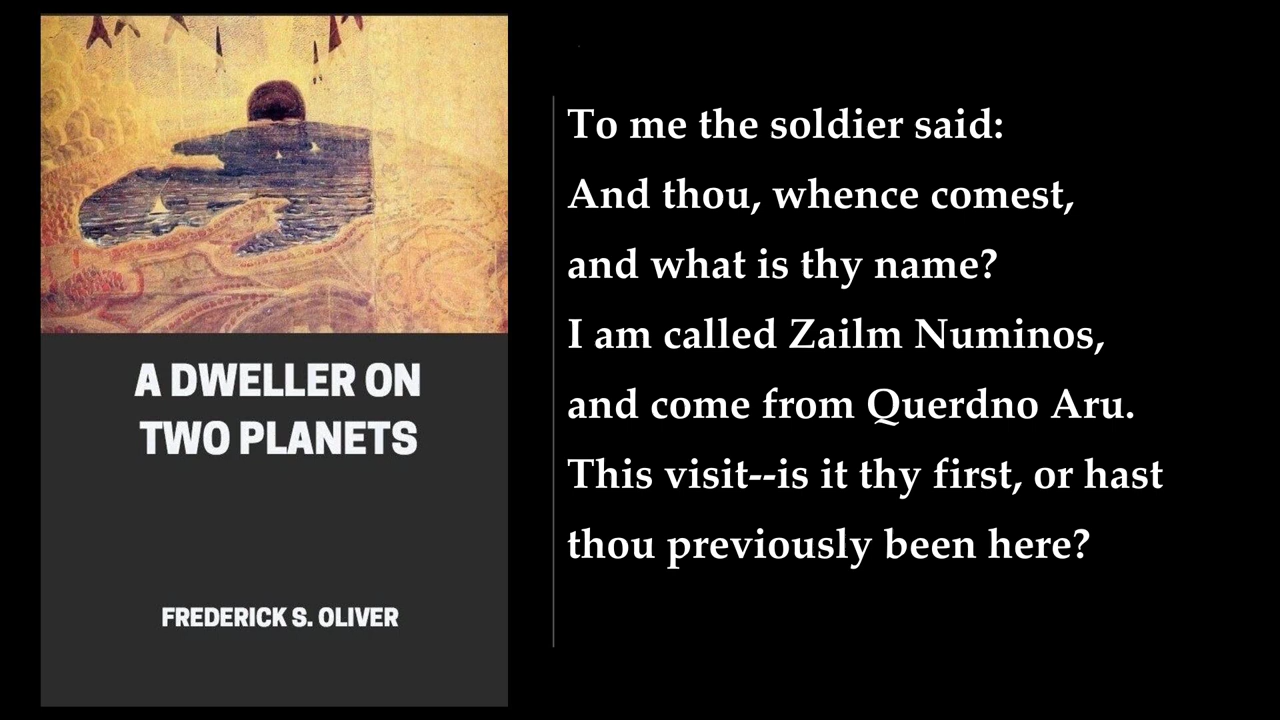 A DWELLER ON
TWO PLANETS
FREDERICK S. OLIVER
To me the soldier said:
And thou, whence comest,
and what is thy name?
I am called Zailm Numinos,
and come from Querdno Aru.
This visit--is it thy first, or hast
thou previously been here?